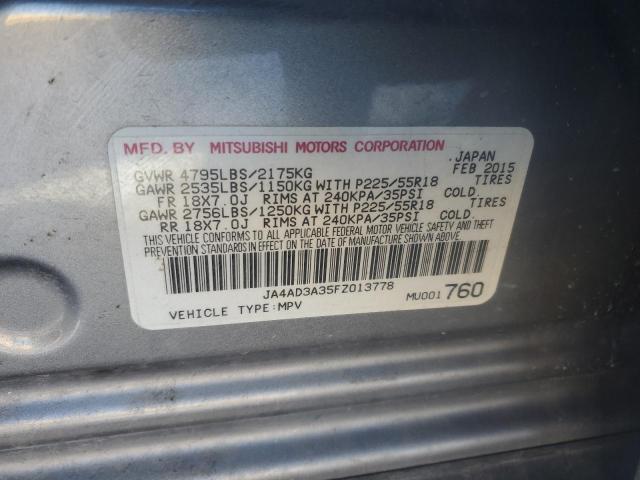 MFD. BY MITSUBISHI MOTORS CORPORATION
GVWR 4795LBS/2175KG , JAPAN FEB 2015
GAWR 2535LBS/1150KG WITH P225/55R18 TIRES
FR 18X7.0J RIMS AT 240KPA/35PSI COLD.
GAWR 2756LBS/1250KG WITH P225/55R18 TIRES
RR 18X7.0J RIMS AT 240KPA/35PSI COLD.
THIS VEHICLE CONFORMS TO ALL APPLICABLE FEDERAL MOTOR VEHICLE SAFETY, BUMPER AND THEFT
PREVENTION STANDARDS IN EFFECT ON THE DATE OF MANUFACTURE SHOWN ABOVE.
JA4AD3A35FZ013778
VEHICLE TYPE:MPV MU001 760